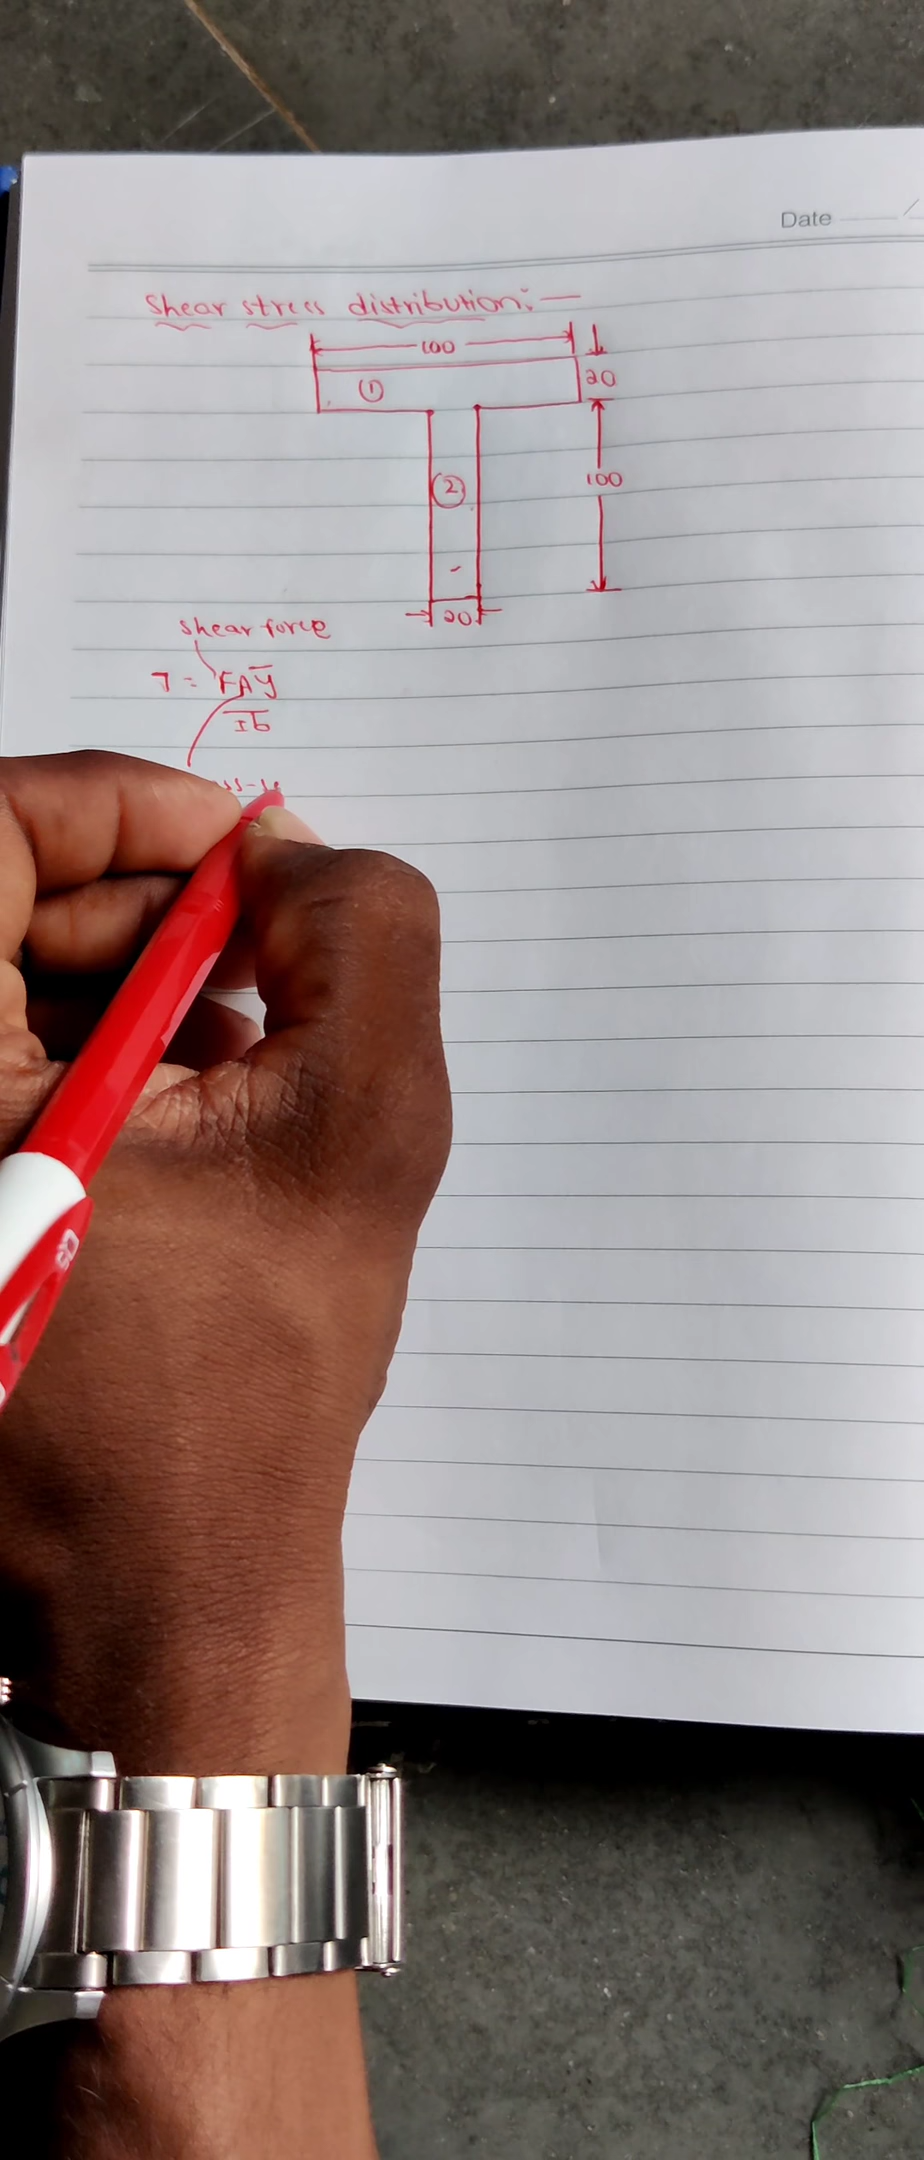 Date
Shear stress distribution:—
100
20
①
100
②
20
shear force
τ = FAȳ
Ib